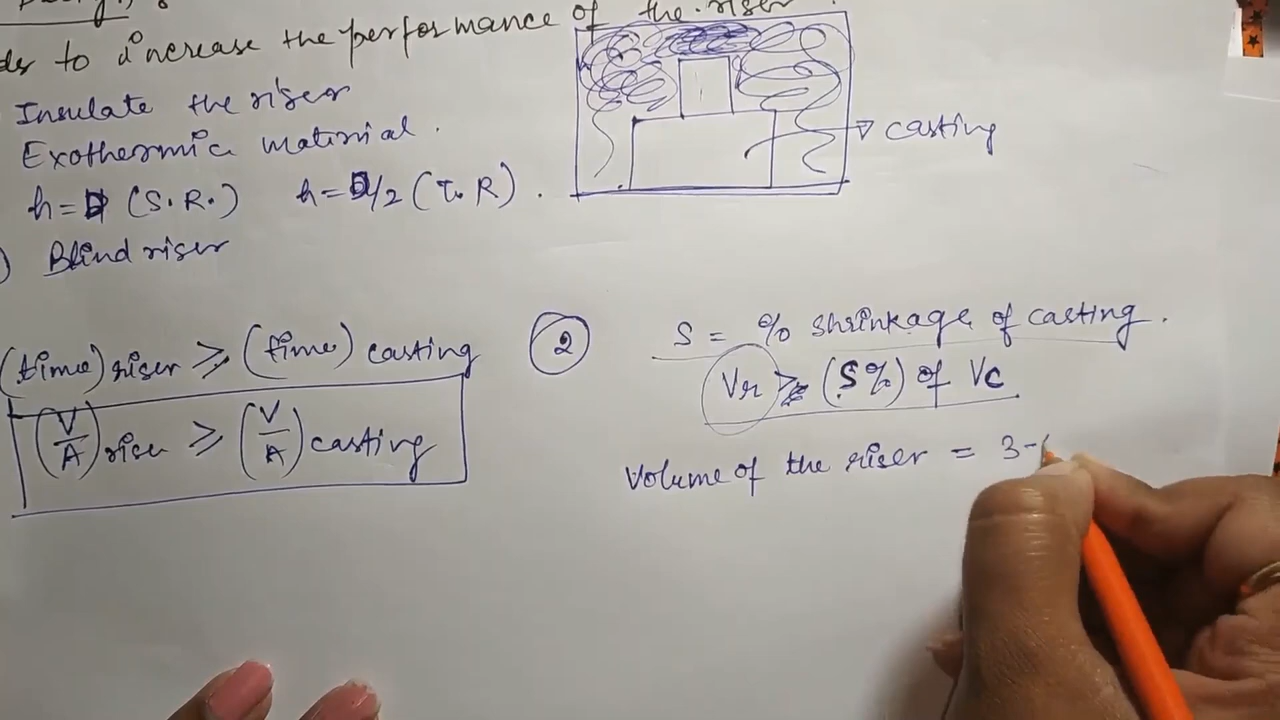 to increase the performance of the riser
Insulate the riser
Exothermic material.
h = D (S.R.) h = D/2 (T.R).
casting
Blind riser
(time) riser ≥ (time) casting
(V/A) riser ≥ (V/A) casting
2
S = % shrinkage of casting.
Vr ≥ (S%) of Vc
Volume of the riser = 3-